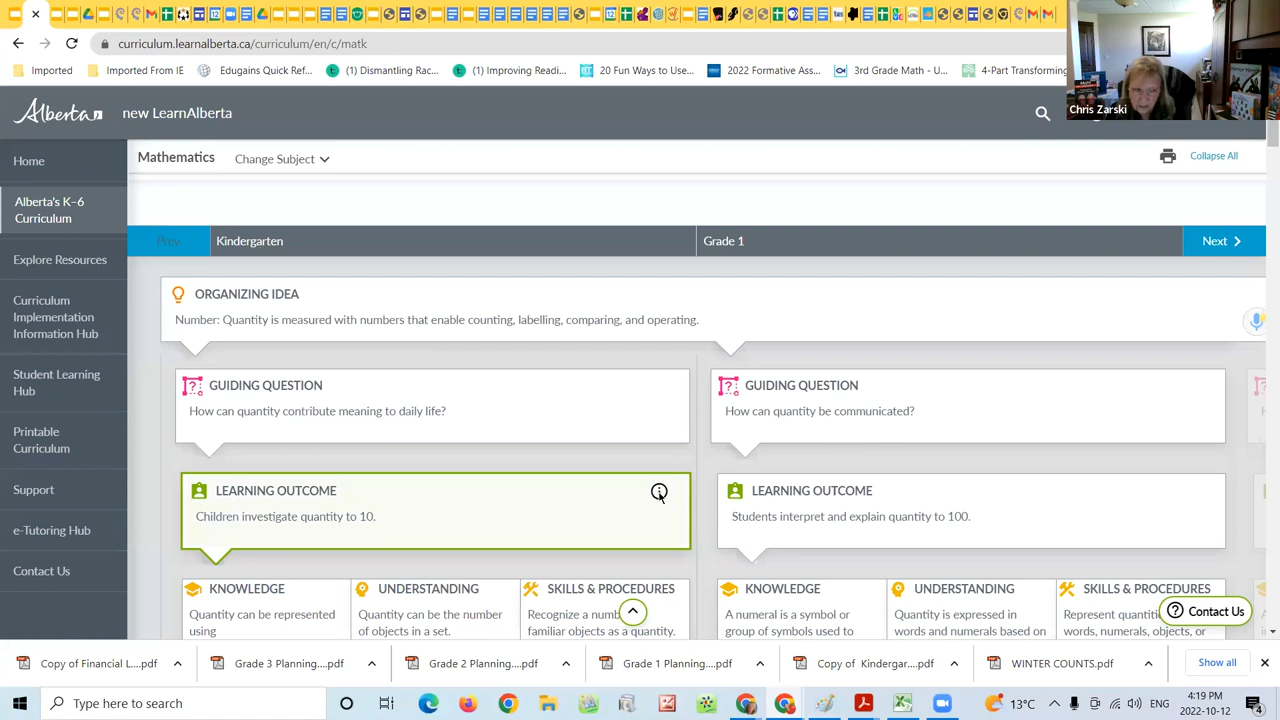 curriculum.learnalberta.ca/curriculum/en/c/matk
Imported
Imported From IE
Edugains Quick Ref...
(1) Dismantling Rac...
(1) Improving Readi...
20 Fun Ways to Use...
2022 Formative Ass...
3rd Grade Math - U...
4-Part Transforming
Chris Zarski
Alberta
new LearnAlberta
Home
Alberta's K–6
Curriculum
Explore Resources
Curriculum
Implementation
Information Hub
Student Learning
Hub
Printable
Curriculum
Support
e-Tutoring Hub
Contact Us
Mathematics
Change Subject
Collapse All
Prev
Kindergarten
Grade 1
Next
ORGANIZING IDEA
Number: Quantity is measured with numbers that enable counting, labelling, comparing, and operating.
GUIDING QUESTION
How can quantity contribute meaning to daily life?
GUIDING QUESTION
How can quantity be communicated?
LEARNING OUTCOME
Children investigate quantity to 10.
LEARNING OUTCOME
Students interpret and explain quantity to 100.
KNOWLEDGE
Quantity can be represented
using
UNDERSTANDING
Quantity can be the number
of objects in a set.
SKILLS & PROCEDURES
Recognize a
familiar objects as a quantity.
KNOWLEDGE
A numeral is a symbol or
group of symbols used to
UNDERSTANDING
Quantity is expressed in
words and numerals based on
SKILLS & PROCEDURES
Represent
words, numerals, objects, or
Contact Us
Copy of Financial L....pdf
Grade 3 Planning....pdf
Grade 2 Planning....pdf
Grade 1 Planning....pdf
Copy of Kindergar....pdf
WINTER COUNTS.pdf
Show all
Type here to search
13°C
ENG
4:19 PM
2022-10-12
4